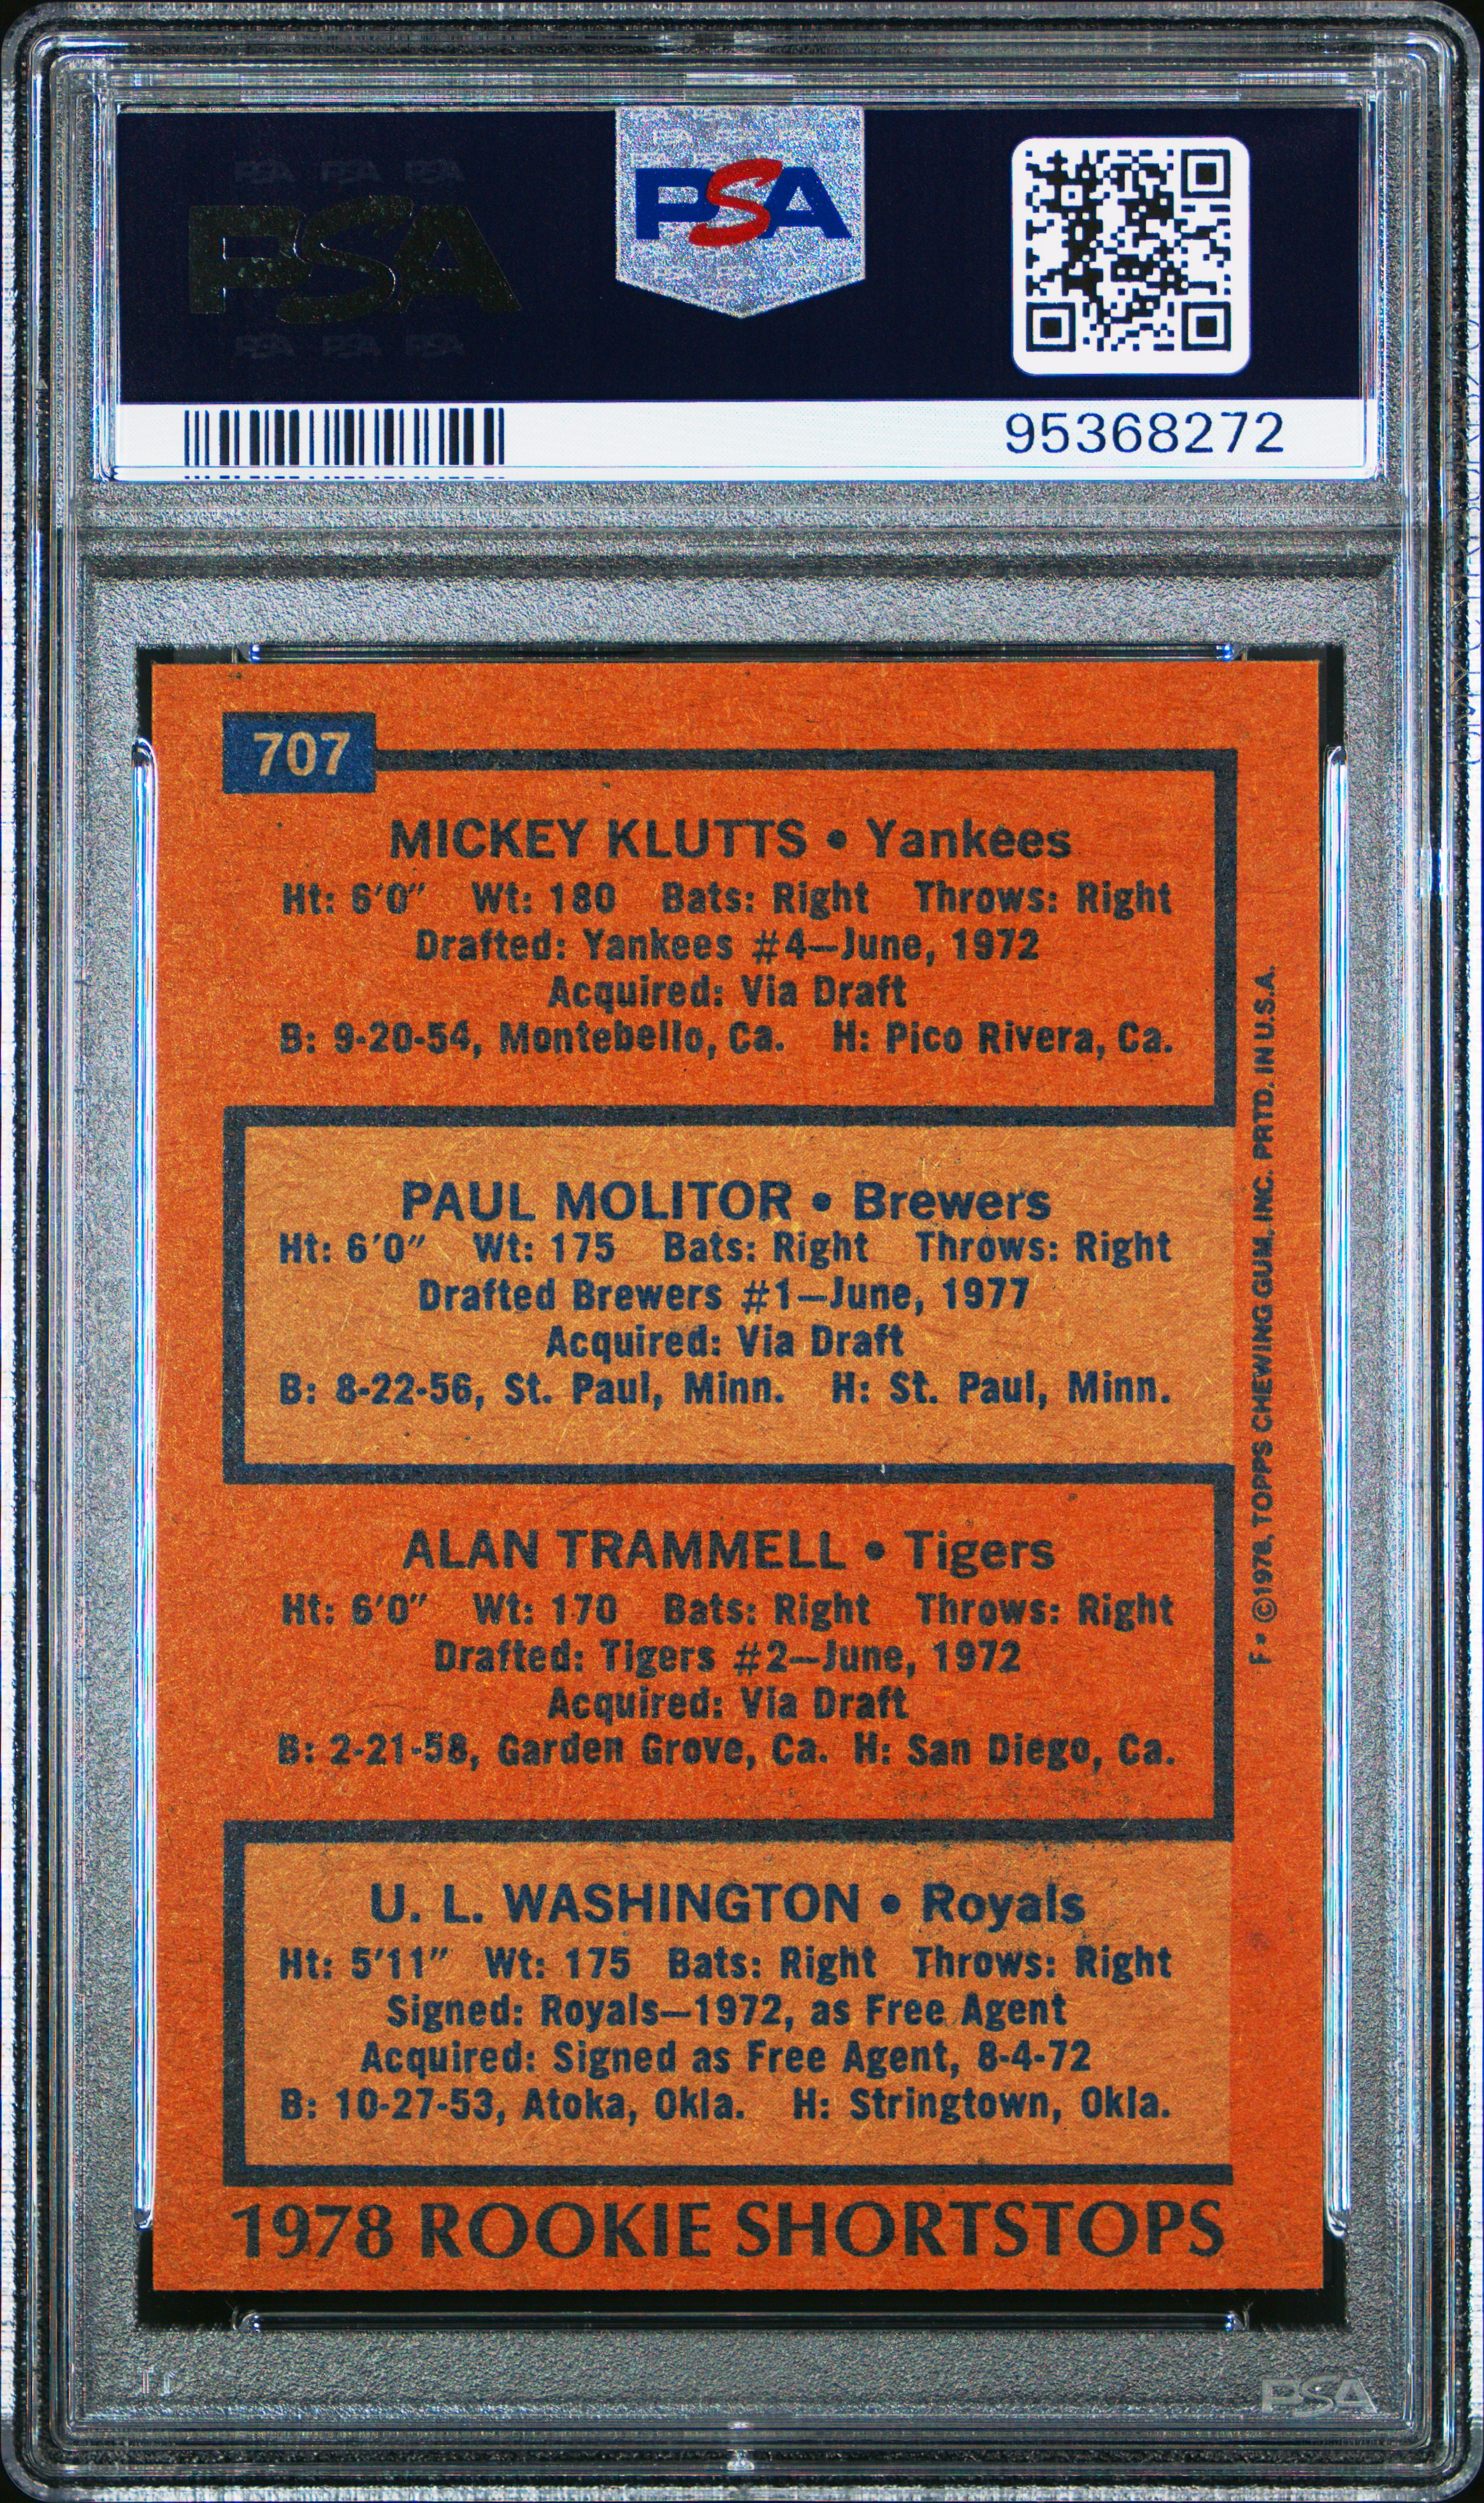 PSA PSA PSA
PSA
PSA PSA PSA
PSA
95368272
707
MICKEY KLUTTS • Yankees
Ht: 6'0" Wt: 180 Bats: Right Throws: Right
Drafted: Yankees #4—June, 1972
Acquired: Via Draft
B: 9-20-54, Montebello, Ca. H: Pico Rivera, Ca.
PAUL MOLITOR • Brewers
Ht: 6'0" Wt: 175 Bats: Right Throws: Right
Drafted Brewers #1—June, 1977
Acquired: Via Draft
B: 8-22-56, St. Paul, Minn. H: St. Paul, Minn.
ALAN TRAMMELL • Tigers
Ht: 6'0" Wt: 170 Bats: Right Throws: Right
Drafted: Tigers #2—June, 1972
Acquired: Via Draft
B: 2-21-58, Garden Grove, Ca. H: San Diego, Ca.
U. L. WASHINGTON • Royals
Ht: 5'11" Wt: 175 Bats: Right Throws: Right
Signed: Royals—1972, as Free Agent
Acquired: Signed as Free Agent, 8-4-72
B: 10-27-53, Atoka, Okla. H: Stringtown, Okla.
1978 ROOKIE SHORTSTOPS
F* ©1978, TOPPS CHEWING GUM, INC. PRTD. IN U.S.A.
PSA